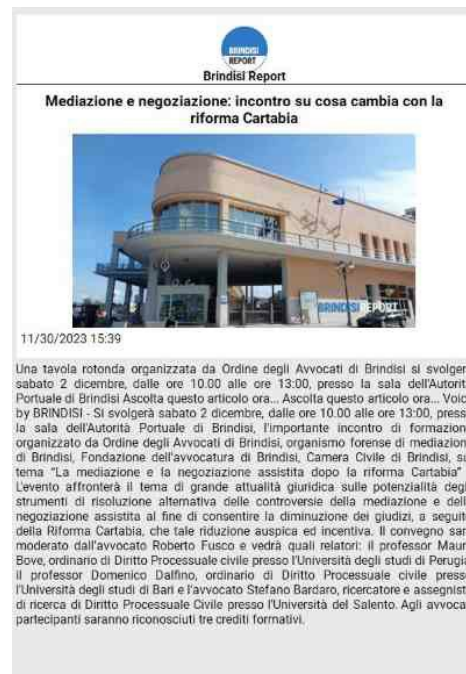 BRINDISI
REPORT
Brindisi Report
Mediazione e negoziazione: incontro su cosa cambia con la
riforma Cartabia
BRINDISI REPORT
11/30/2023 15:39
Una tavola rotonda organizzata da Ordine degli Avvocati di Brindisi si svolger
sabato 2 dicembre, dalle ore 10.00 alle ore 13:00, presso la sala dell'Autorit
Portuale di Brindisi Ascolta questo articolo ora... Ascolta questo articolo ora... Voic
by BRINDISI - Si svolgerà sabato 2 dicembre, dalle ore 10.00 alle ore 13:00, press
la sala dell'Autorità Portuale di Brindisi, l'importante incontro di formazion
organizzato da Ordine degli Avvocati di Brindisi, organismo forense di mediazion
di Brindisi, Fondazione dell'avvocatura di Brindisi, Camera Civile di Brindisi, su
tema "La mediazione e la negoziazione assistita dopo la riforma Cartabia"
L'evento affronterà il tema di grande attualità giuridica sulle potenzialità degl
strumenti di risoluzione alternativa delle controversie della mediazione e dell
negoziazione assistita al fine di consentire la diminuzione dei giudizi, a seguit
della Riforma Cartabia, che tale riduzione auspica ed incentiva. Il convegno sar
moderato dall'avvocato Roberto Fusco e vedrà quali relatori: il professor Maur
Bove, ordinario di Diritto Processuale civile presso l'Università degli studi di Perugia
il professor Domenico Dalfino, ordinario di Diritto Processuale civile press
l'Università degli studi di Bari e l'avvocato Stefano Bardaro, ricercatore e assegnist
di ricerca di Diritto Processuale Civile presso l'Università del Salento. Agli avvoca
partecipanti saranno riconosciuti tre crediti formativi.